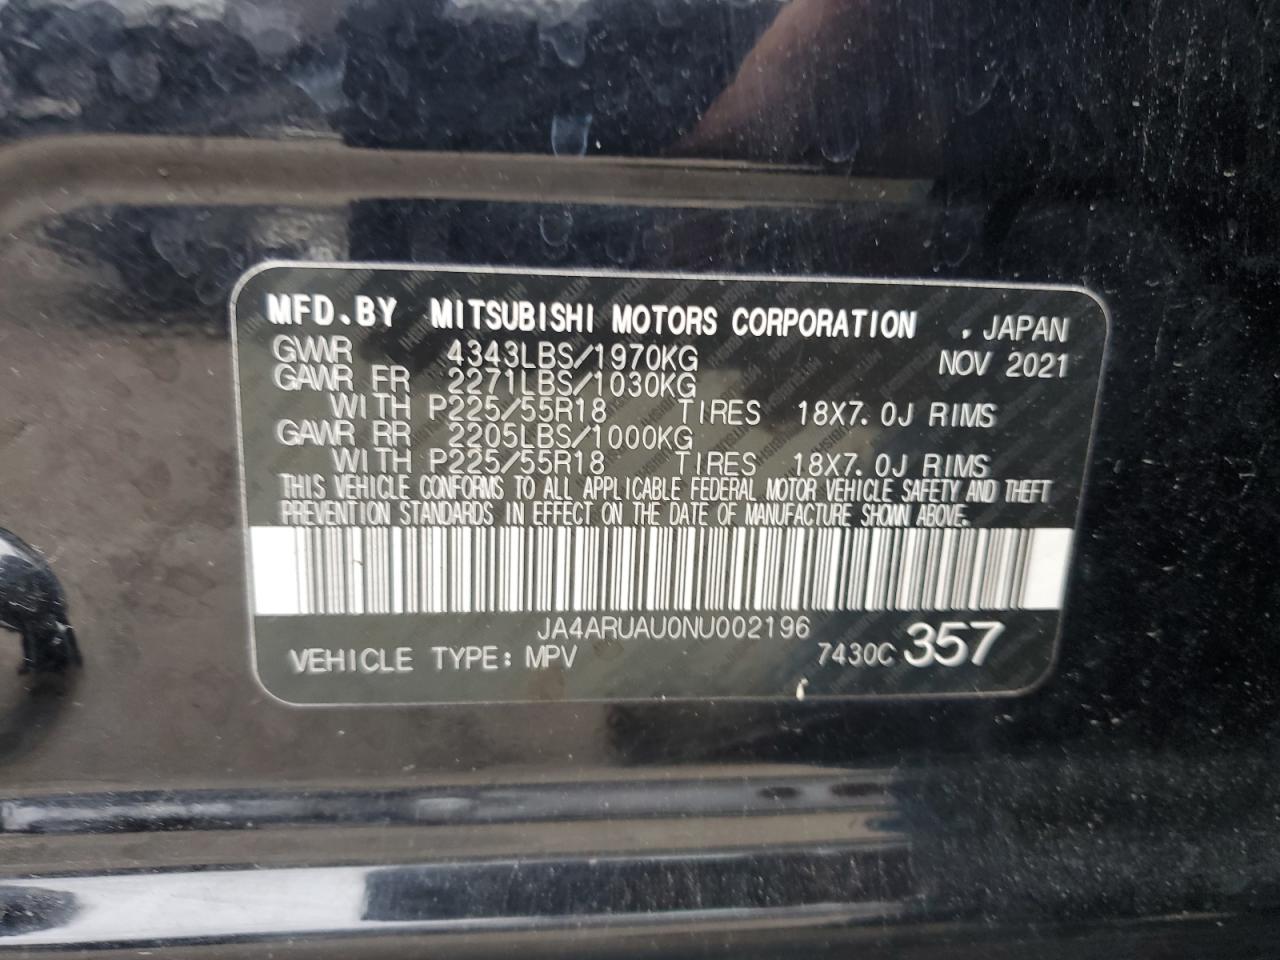 MFD.BY MITSUBISHI MOTORS CORPORATION . JAPAN
GVWR 4343LBS/1970KG NOV 2021
GAWR FR 2271LBS/1030KG
WITH P225/55R18 TIRES 18X7.0J RIMS
GAWR RR 2205LBS/1000KG
WITH P225/55R18 TIRES 18X7.0J RIMS
THIS VEHICLE CONFORMS TO ALL APPLICABLE FEDERAL MOTOR VEHICLE SAFETY AND THEFT
PREVENTION STANDARDS IN EFFECT ON THE DATE OF MANUFACTURE SHOWN ABOVE.
JA4ARUAU0NU002196
VEHICLE TYPE: MPV 7430C 357